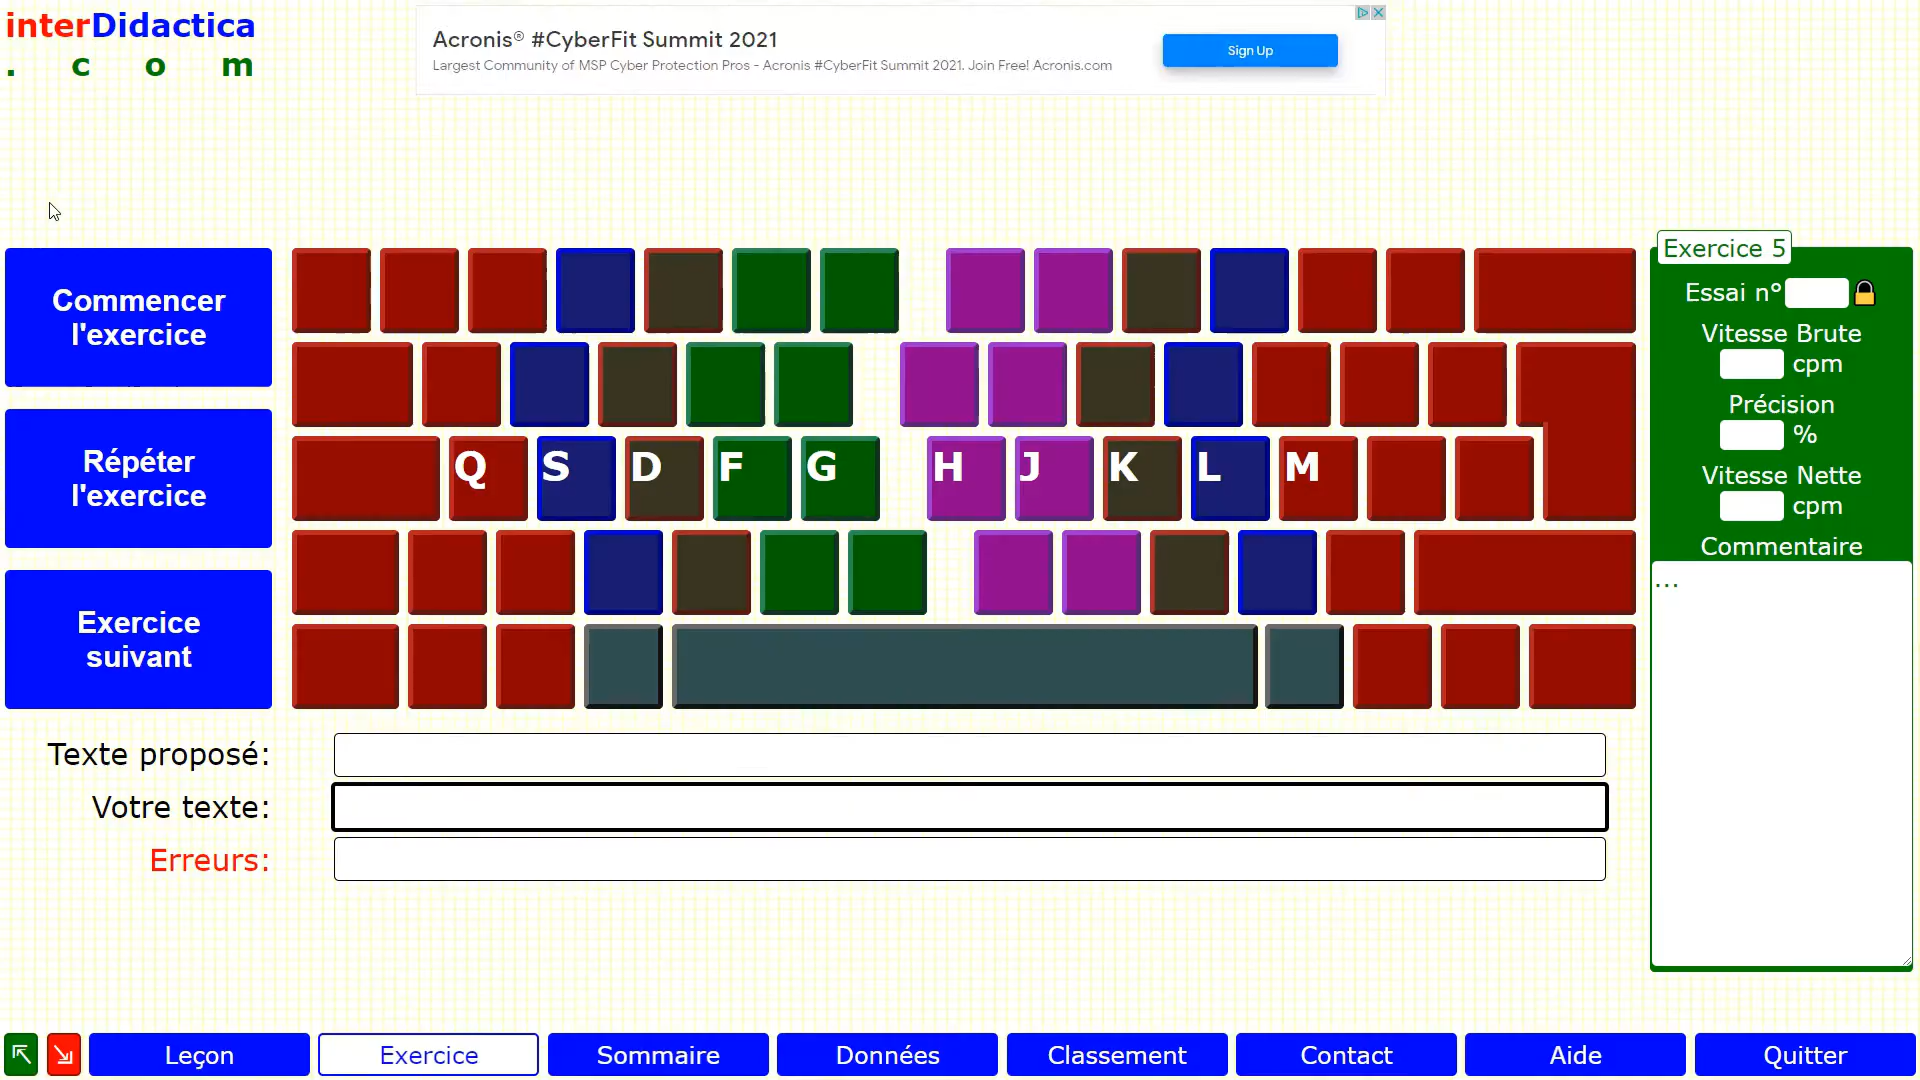 interDidactica
. c o m
Acronis® #CyberFit Summit 2021
Largest Community of MSP Cyber Protection Pros - Acronis #CyberFit Summit 2021. Join Free! Acronis.com
Sign Up
Commencer
l'exercice
Répéter
l'exercice
Exercice
suivant
Q S D F G H J K L M
Exercice 5
Essai n°
Vitesse Brute
cpm
Précision
%
Vitesse Nette
cpm
Commentaire
...
Texte proposé:
Votre texte:
Erreurs:
Leçon Exercice Sommaire Données Classement Contact Aide Quitter